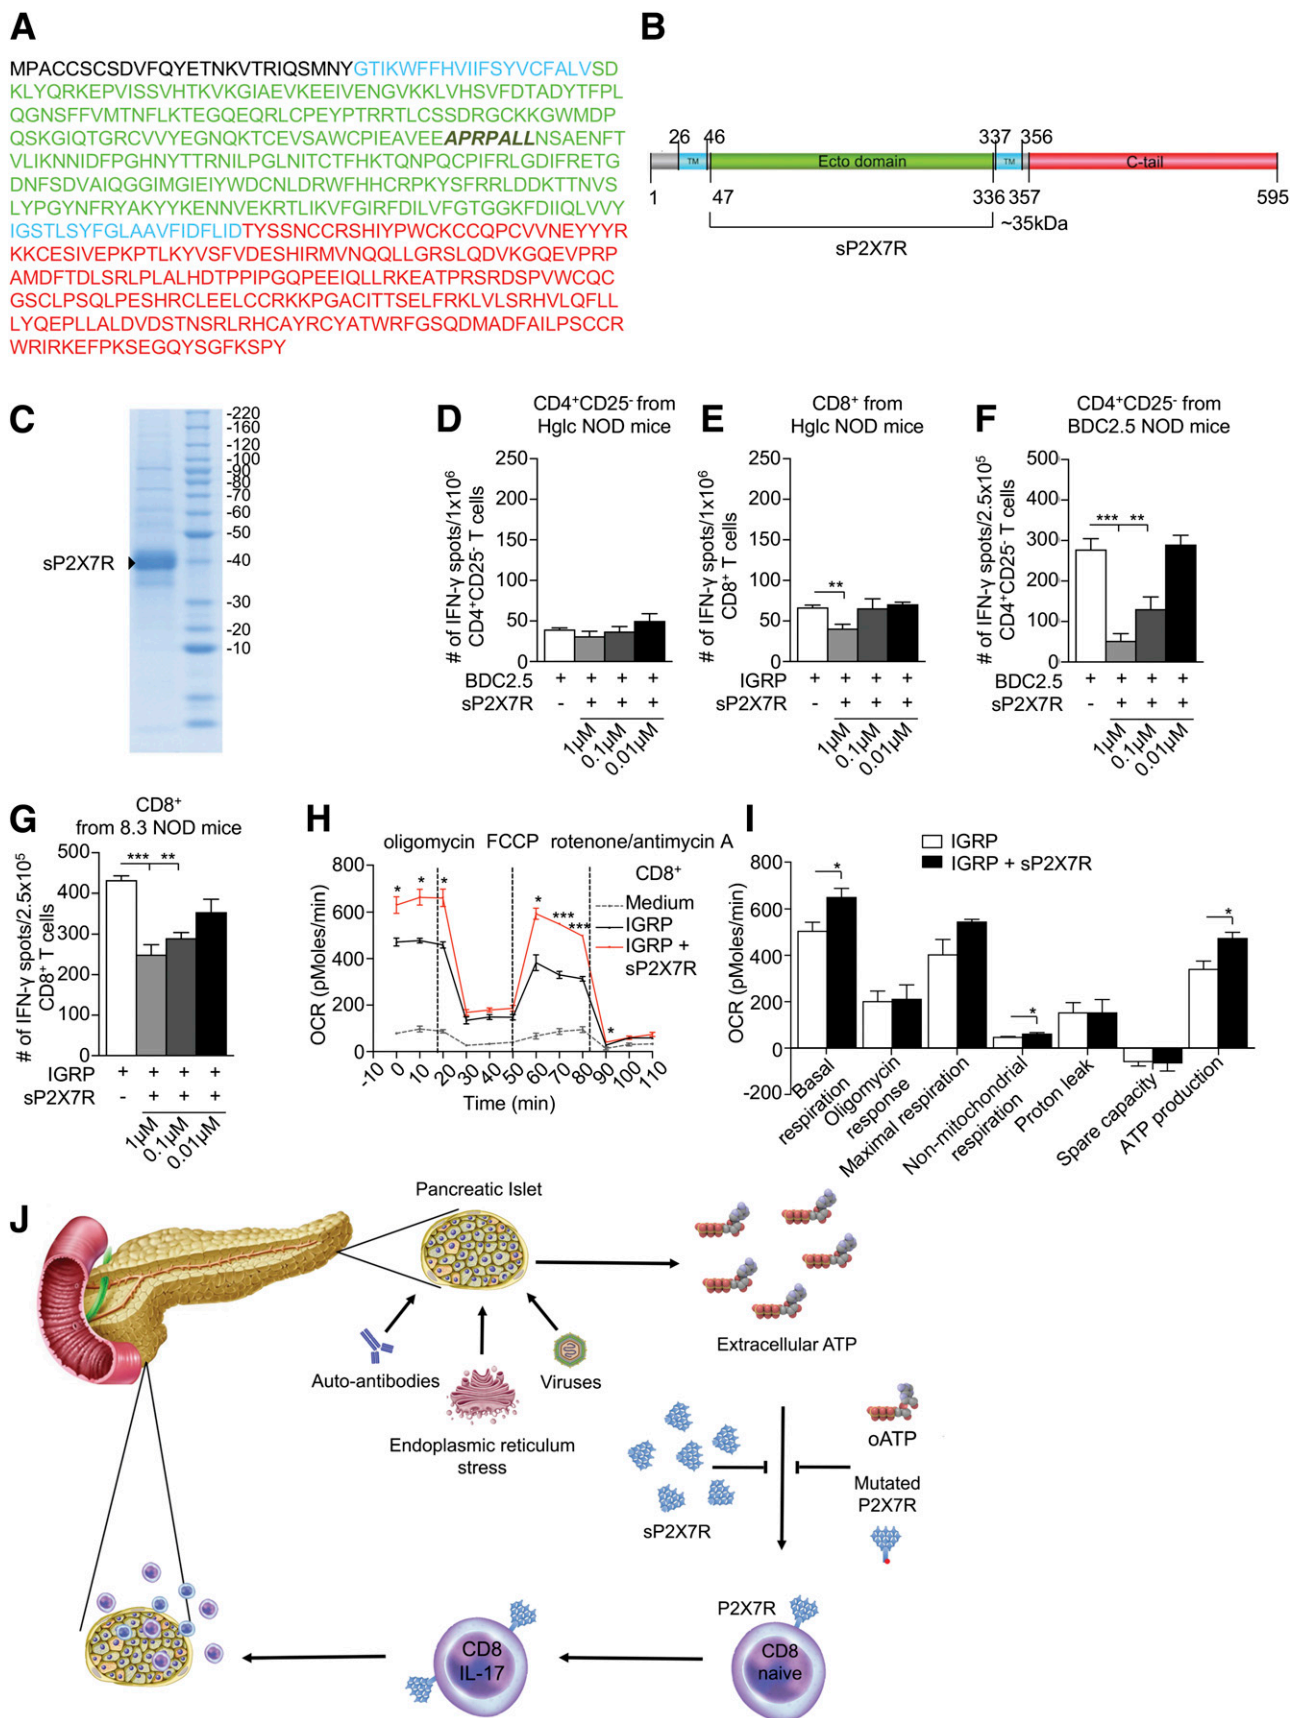 A
MPACCSCSDVFQYETNKVTRIQSMNYGTIKWFFHVIIFSYVCFALVSD
KLYQRKEPVISSVHTKVKGIAEVKEEIVENGVKKLVHSVFDTADYTFPL
QGNSFFVMTNFLKTEGQEQRLCPEYPTRRTLCSSDRGCKKGWMDP
QSKGIQTGRCVVYEGNQKTCEVSAWCPIEAVEEAPRPALLNSAENFT
VLIKNNIDFPGHNYTTRNILPGLNITCTFHKTQNPQCPIFRLGDIFRETG
DNFSDVAIQGGIMGIEIYWDCNLDRWFHHCRPKYSFRRLDDKTTNVS
LYPGYNFRYAKYYKENNVEKRTLIKVFGIRFDILVFGTGGKFDIIQLVVY
IGSTLSYFGLAAVFIDFLIDTYSSNCCRSHIYPWCKCCQPCVVNEYYYR
KKCESIVEPKPTLKYVSFVDESHIRMVNQQLLGRSLQDVKGQEVPRP
AMDFTDLSRLPLALHDTPPIPGQPEEIQLLRKEATPRSRDSPVWCQC
GSCLPSQLPESHRCLEELCCRKKPGACITTSELFRKLVLSRHVLQFLL
LYQEPLLALDVDSTNSRLRHCAYRCYATWRFGSQDMADFAILPSCCR
WRIRKEFPKSEGQYSGFKSPY
B
26 46 337 356
TM Ecto domain TM C-tail
1 47 336 357 595
~35kDa
sP2X7R
C
sP2X7R
-220
-160
-120
-100
-90
-80
-70
-60
-50
-40
-30
-20
-10
D
CD4+CD25- from
Hglc NOD mice
# of IFN-γ spots/1x10⁶
CD4+CD25- T cells
250
200
150
100
50
0
BDC2.5 + + + +
sP2X7R - + + +
1µM
0.1µM
0.01µM
E
CD8+ from
Hglc NOD mice
# of IFN-γ spots/1x10⁶
CD8+ T cells
250
200
150
100
50
0
**
IGRP + + + +
sP2X7R - + + +
1µM
0.1µM
0.01µM
F
CD4+CD25- from
BDC2.5 NOD mice
# of IFN-γ spots/2.5x10⁵
CD4+CD25- T cells
500
400
300
200
100
0
*** **
BDC2.5 + + + +
sP2X7R - + + +
1µM
0.1µM
0.01µM
G
CD8+
from 8.3 NOD mice
# of IFN-γ spots/2.5x10⁵
CD8+ T cells
500
400
300
200
100
0
*** **
IGRP + + + +
sP2X7R - + + +
1µM
0.1µM
0.01µM
H
oligomycin FCCP rotenone/antimycin A
OCR (pMoles/min)
800
600
400
200
0
* * * * *** *** *
CD8+
Medium
IGRP
IGRP +
sP2X7R
-10 0 10 20 30 40 50 60 70 80 90 100 110
Time (min)
I
IGRP
IGRP + sP2X7R
OCR (pMoles/min)
800
600
400
200
0
-200
* * *
Basal
respiration
Oligomycin
response
Maximal respiration
Non-mitochondrial
respiration
Proton leak
Spare capacity
ATP production
J
Pancreatic Islet
Auto-antibodies
Viruses
Endoplasmic reticulum
stress
Extracellular ATP
oATP
Mutated
P2X7R
sP2X7R
P2X7R
CD8
naive
CD8
IL-17